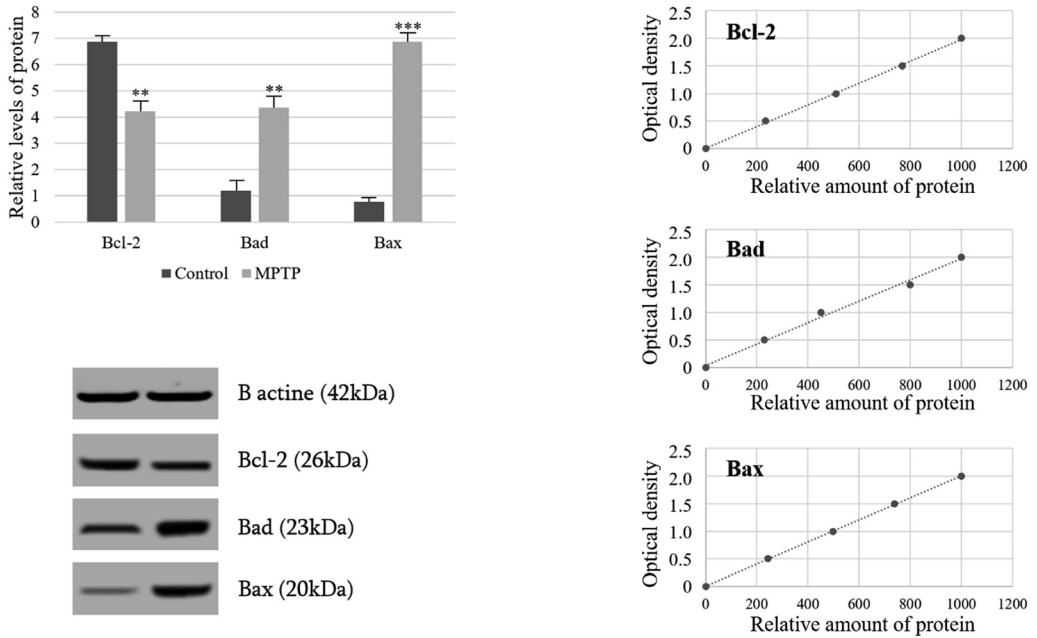 8
7
6
5
4
3
2
1
0
Relative levels of protein
**
**
***
Bcl-2 Bad Bax
Control MPTP
B actine (42kDa)
Bcl-2 (26kDa)
Bad (23kDa)
Bax (20kDa)
Bcl-2
Optical density
2.5
2.0
1.5
1.0
0.5
0
0 200 400 600 800 1000 1200
Relative amount of protein
Bad
Optical density
2.5
2.0
1.5
1.0
0.5
0
0 200 400 600 800 1000 1200
Relative amount of protein
Bax
Optical density
2.5
2.0
1.5
1.0
0.5
0
0 200 400 600 800 1000 1200
Relative amount of protein